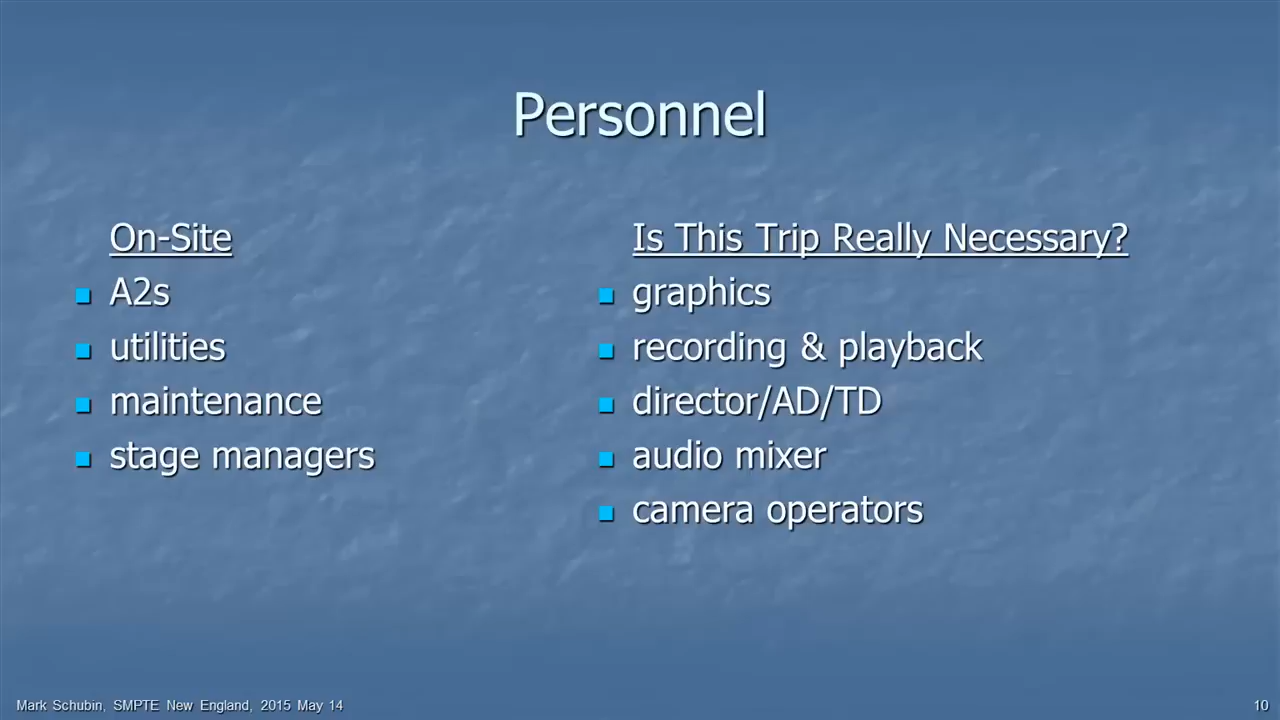 Personnel
On-Site
A2s
utilities
maintenance
stage managers
Is This Trip Really Necessary?
graphics
recording & playback
director/AD/TD
audio mixer
camera operators
Mark Schubin, SMPTE New England, 2015 May 14
10